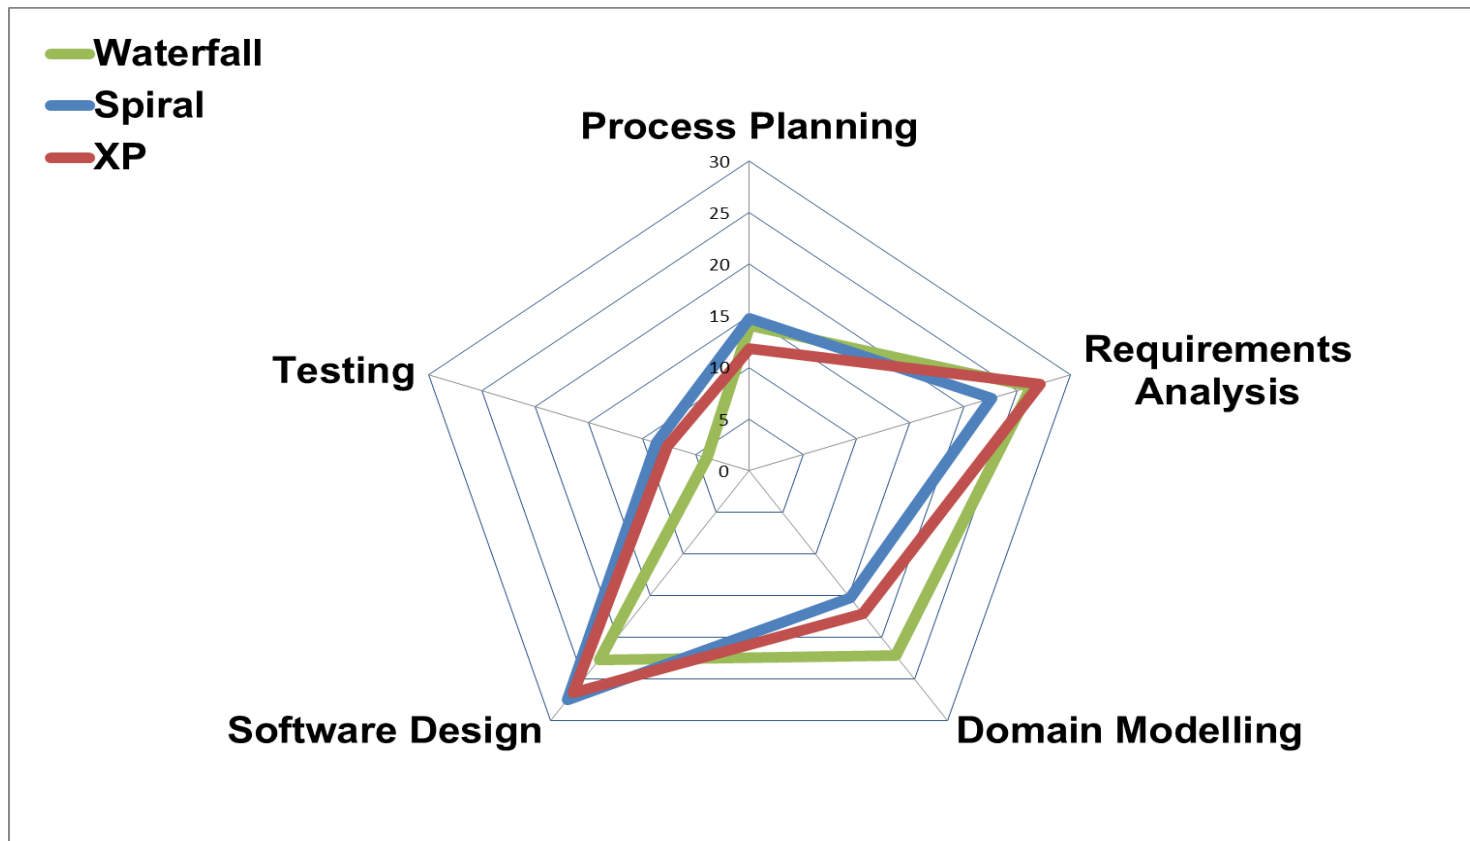 Waterfall
Spiral
XP
Process Planning
30
25
20
15
10
5
0
Requirements
Analysis
Testing
Software Design
Domain Modelling